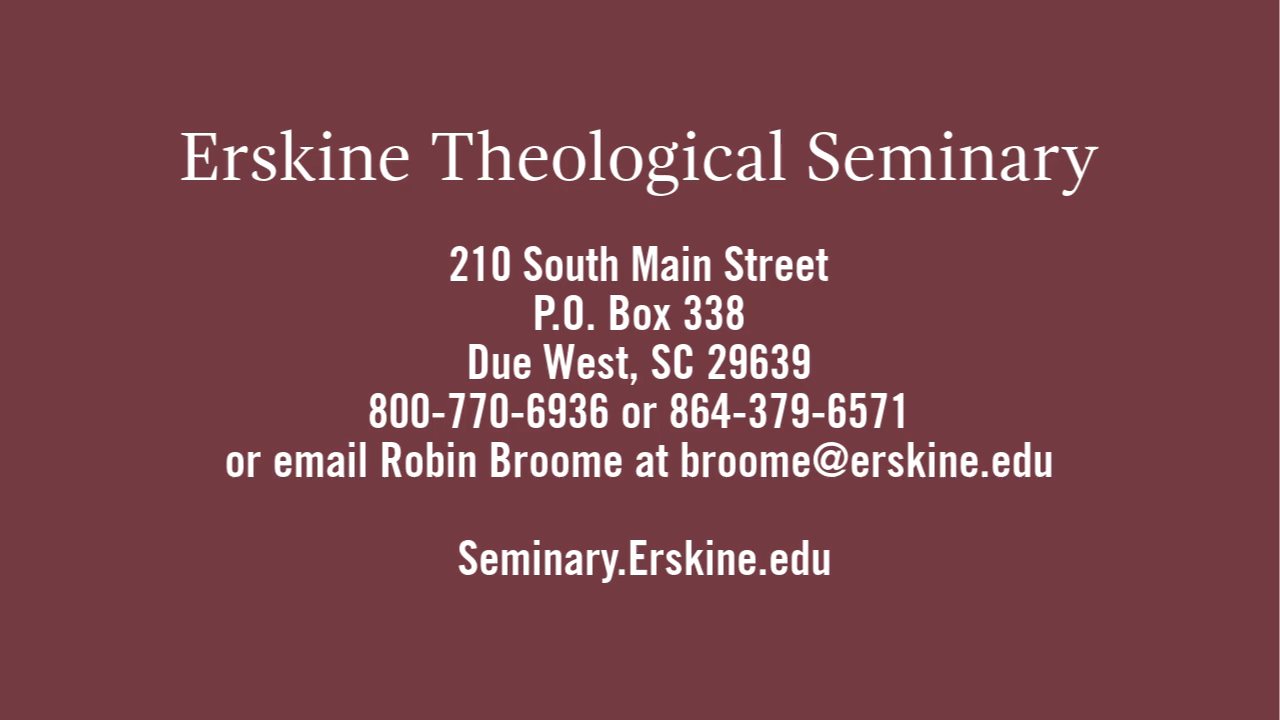 Erskine Theological Seminary
210 South Main Street
P.O. Box 338
Due West, SC 29639
800-770-6936 or 864-379-6571
or email Robin Broome at broome@erskine.edu
Seminary.Erskine.edu